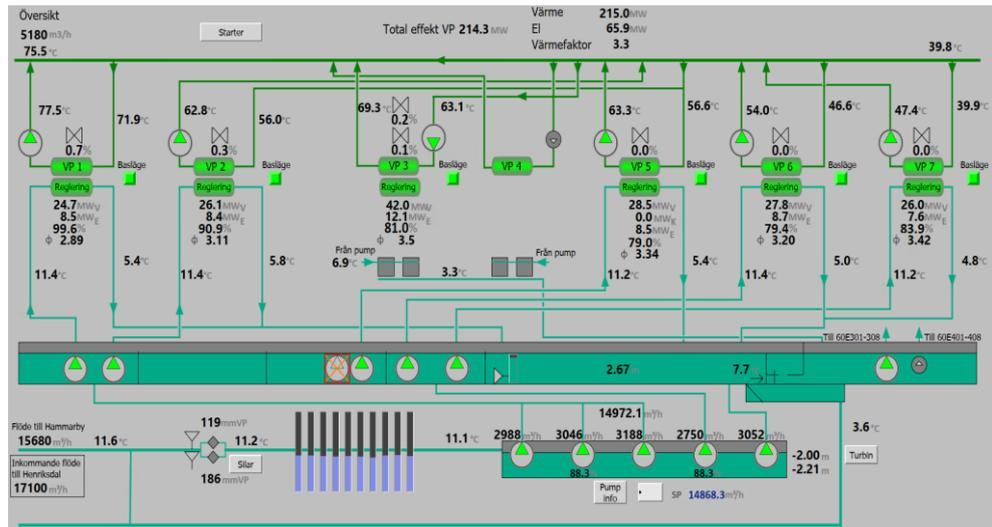 Översikt
5180 m3/h
75.5 °C
Starter
Total effekt VP 214.3 MW
Värme 215.0 MW
El 65.9 MW
Värmefaktor 3.3
39.8 °C
77.5 °C
71.9 °C
62.8 °C
56.0 °C
69.3 °C
0.2%
63.1 °C
63.3 °C
56.6 °C
54.0 °C
46.6 °C
47.4 °C
39.9 °C
0.7%
0.3%
0.1%
0.0%
0.0%
0.0%
VP 1
Basläge
VP 2
Basläge
VP 3
Basläge
VP 4
VP 5
Basläge
VP 6
VP 7
Basläge
Reglering
Reglering
Reglering
Reglering
Reglering
Reglering
24.7 MWV
8.5 MWE
99.6%
ϕ 2.89
26.1 MWV
8.4 MWE
90.9%
ϕ 3.11
42.0 MWV
12.1 MWE
81.0%
ϕ 3.5
28.5 MWV
0.0 MWK
8.5 MWE
79.0%
ϕ 3.34
27.8 MWV
8.7 MWE
79.4%
ϕ 3.20
26.0 MWV
7.6 MWE
83.9%
ϕ 3.42
11.4 °C
5.4 °C
11.4 °C
5.8 °C
Från pump
6.9 °C
3.3 °C
Från pump
11.2 °C
5.4 °C
11.4 °C
5.0 °C
11.2 °C
4.8 °C
Till 60E301-308
Till 60E401-408
2.67 m
7.7
Flöde till Hammarby
15680 m³/h
11.6 °C
119 mmVP
11.2 °C
Silar
186 mmVP
Inkommande flöde
till Henriksdal
17100 m³/h
11.1 °C
14972.1 m³/h
2988 m³/h
3046 m³/h
3188 m³/h
2750 m³/h
3052 m³/h
88.3
88.3
-2.00 m
-2.21 m
3.6 °C
Turbin
Pump
info
SP 14868.3 m³/h